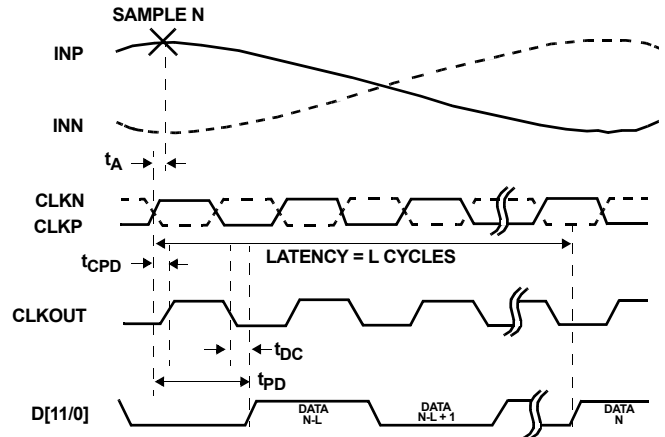 SAMPLE N
INP
INN
tA
CLKN
CLKP
LATENCY = L CYCLES
tCPD
CLKOUT
tDC
tPD
D[11/0]
DATA
N-L
DATA
N-L + 1
DATA
N